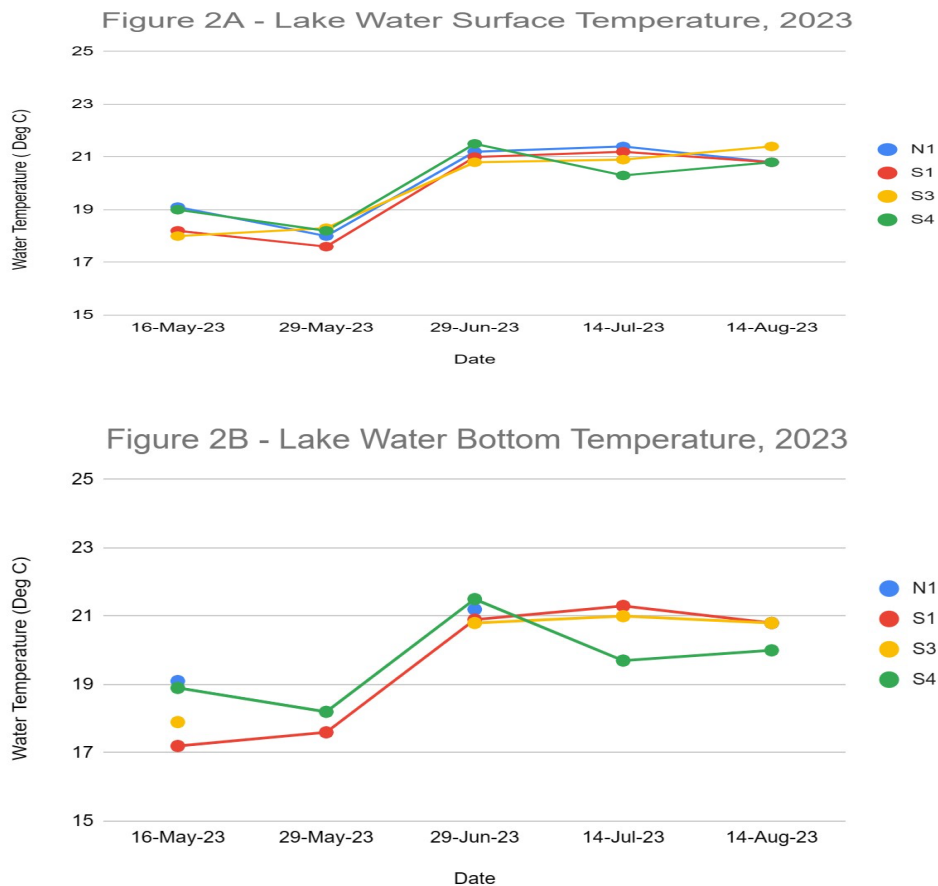 Figure 2A - Lake Water Surface Temperature, 2023
Water Temperature ( Deg C)
25
23
21
19
17
15
16-May-23 29-May-23 29-Jun-23 14-Jul-23 14-Aug-23
Date
N1
S1
S3
S4
Figure 2B - Lake Water Bottom Temperature, 2023
Water Temperature (Deg C)
25
23
21
19
17
15
16-May-23 29-May-23 29-Jun-23 14-Jul-23 14-Aug-23
Date
N1
S1
S3
S4